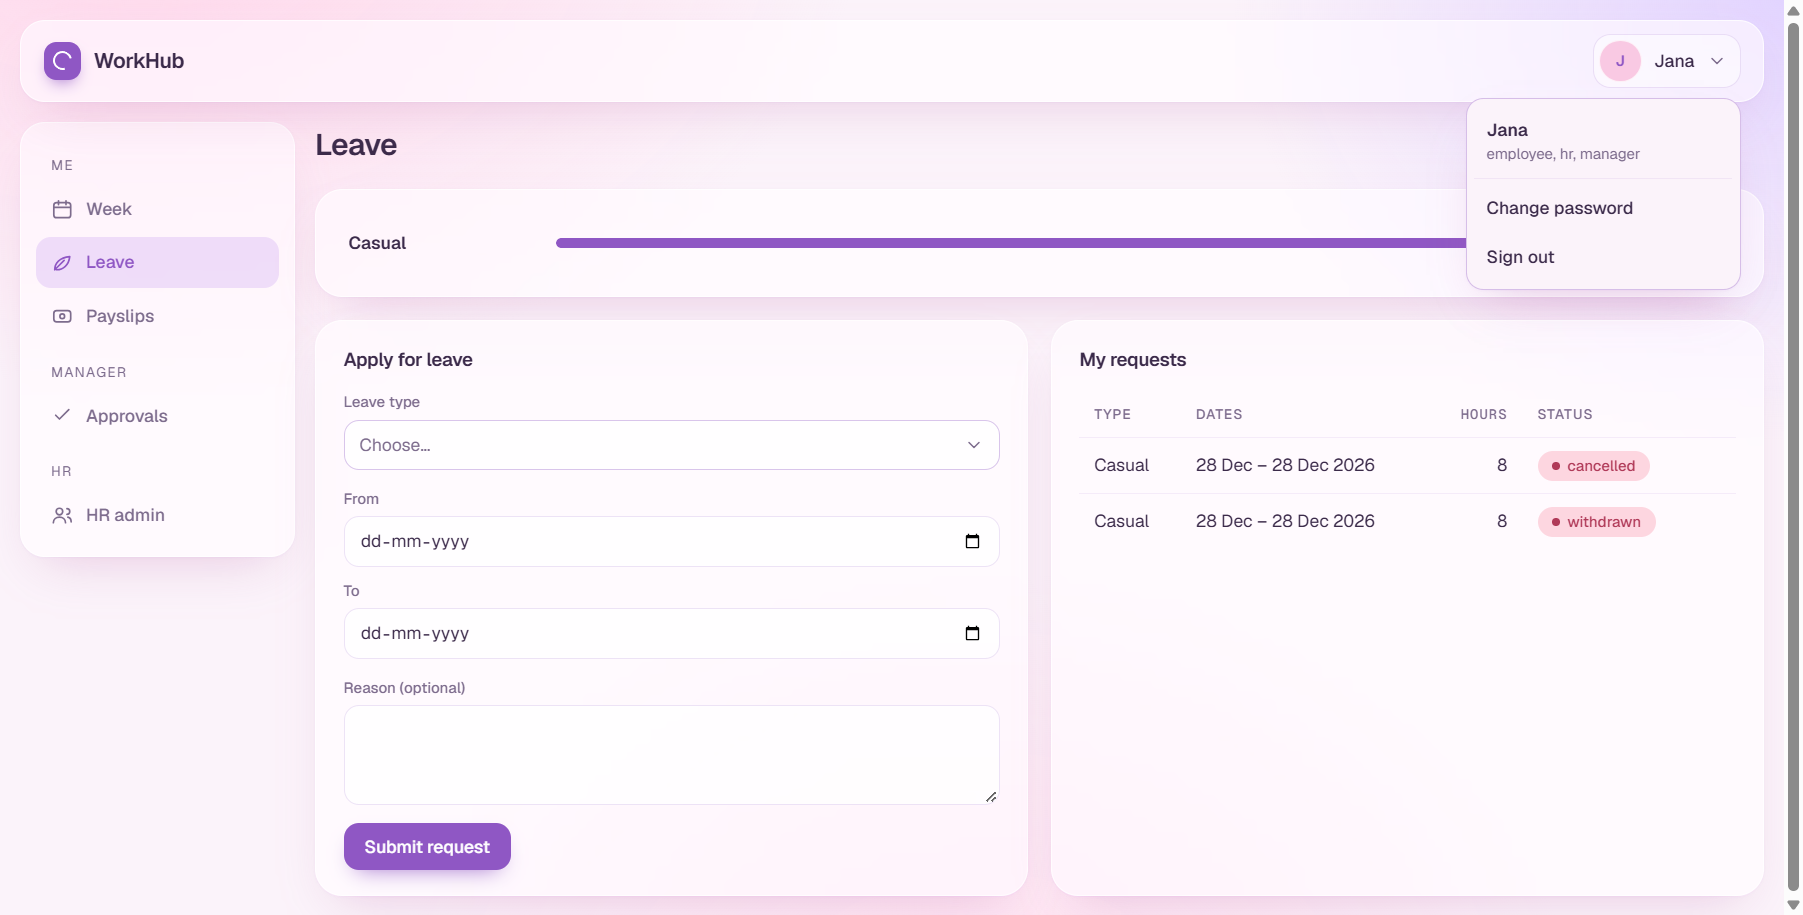 WorkHub
J Jana
Jana
employee, hr, manager
Change password
Sign out
ME
Week
Leave
Payslips
MANAGER
Approvals
HR
HR admin
Leave
Casual
Apply for leave
Leave type
Choose...
From
dd-mm-yyyy
To
dd-mm-yyyy
Reason (optional)
Submit request
My requests
TYPE DATES HOURS STATUS
Casual 28 Dec – 28 Dec 2026 8 cancelled
Casual 28 Dec – 28 Dec 2026 8 withdrawn